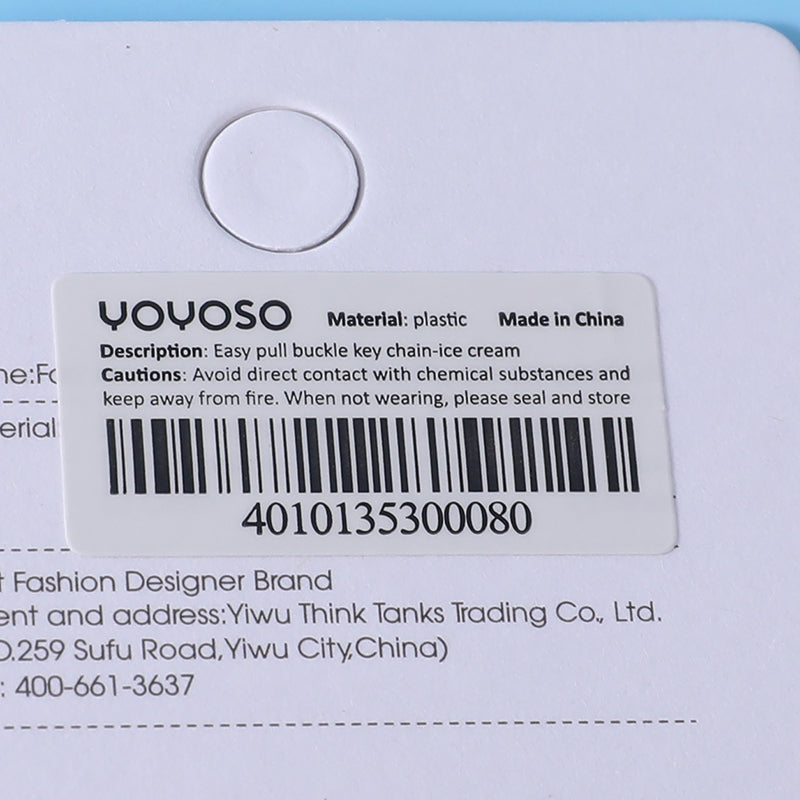 YOYOSO Material: plastic Made in China
Description: Easy pull buckle key chain-ice cream
Cautions: Avoid direct contact with chemical substances and
keep away from fire. When not wearing, please seal and store
4010135300080
Fashion Designer Brand
and address:Yiwu Think Tanks Trading Co., Ltd.
259 Sufu Road,Yiwu City,China)
: 400-661-3637